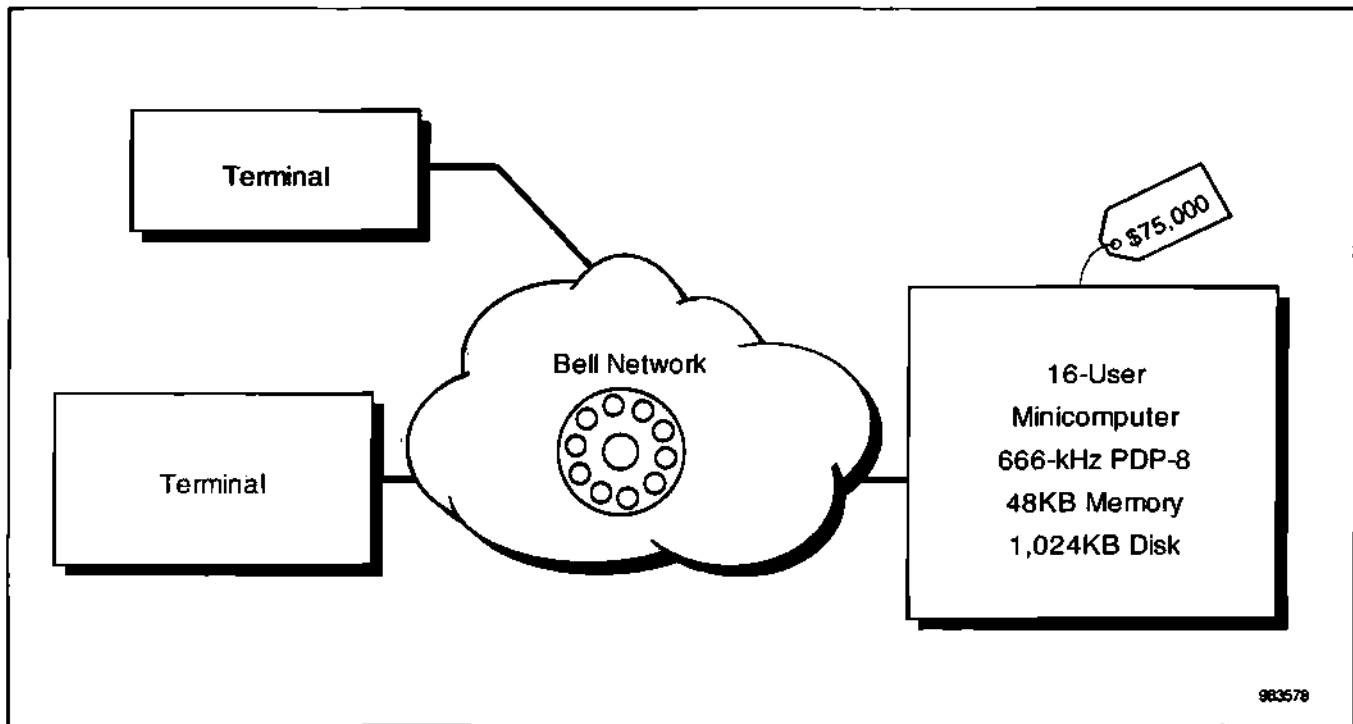 Terminal
$75,000
Bell Network
Terminal
16-User
Minicomputer
666-kHz PDP-8
48KB Memory
1,024KB Disk
983578